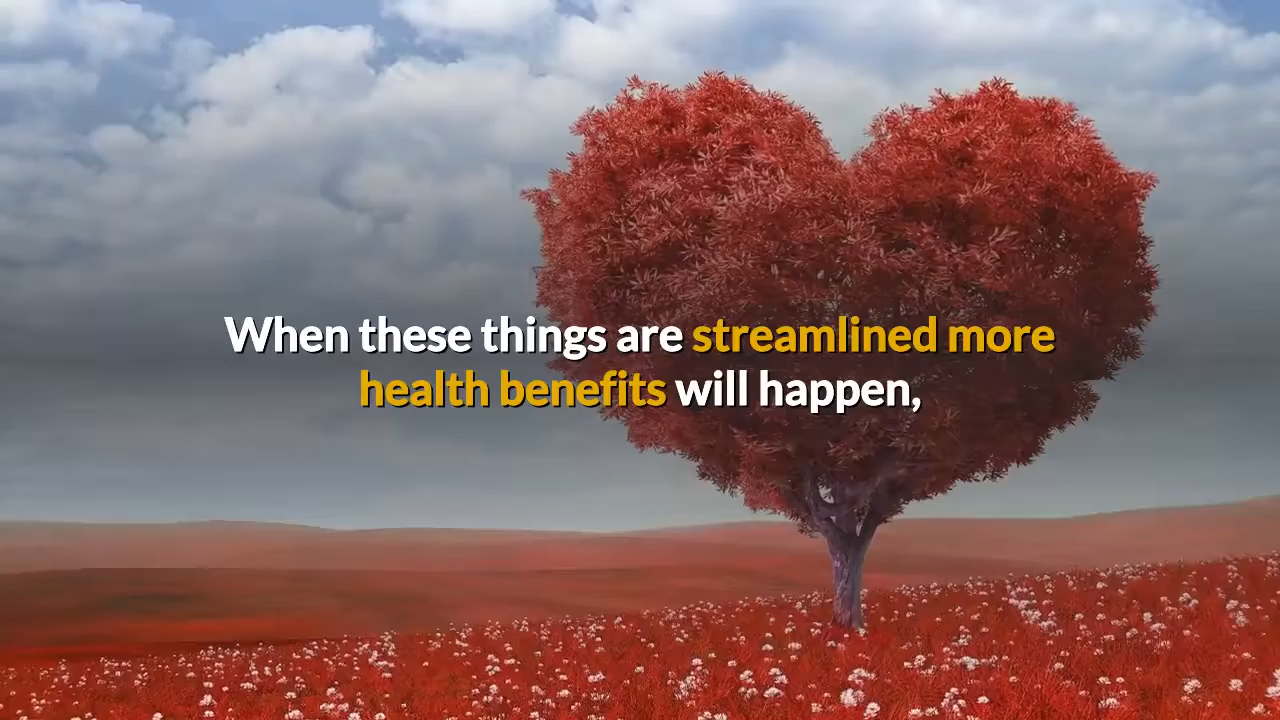 When these things are streamlined more
health benefits will happen,